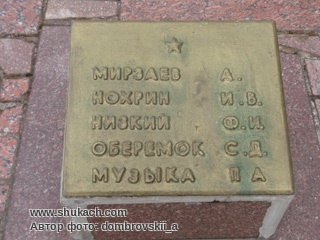 МИРЗАЕВ А.
НОХРИН И.В.
НИЗКИЙ Ф.И.
ОБЕРЕМОК С.Д.
МУЗЫКА П А
www.shukach.com
Автор фото: dombrovskii_a